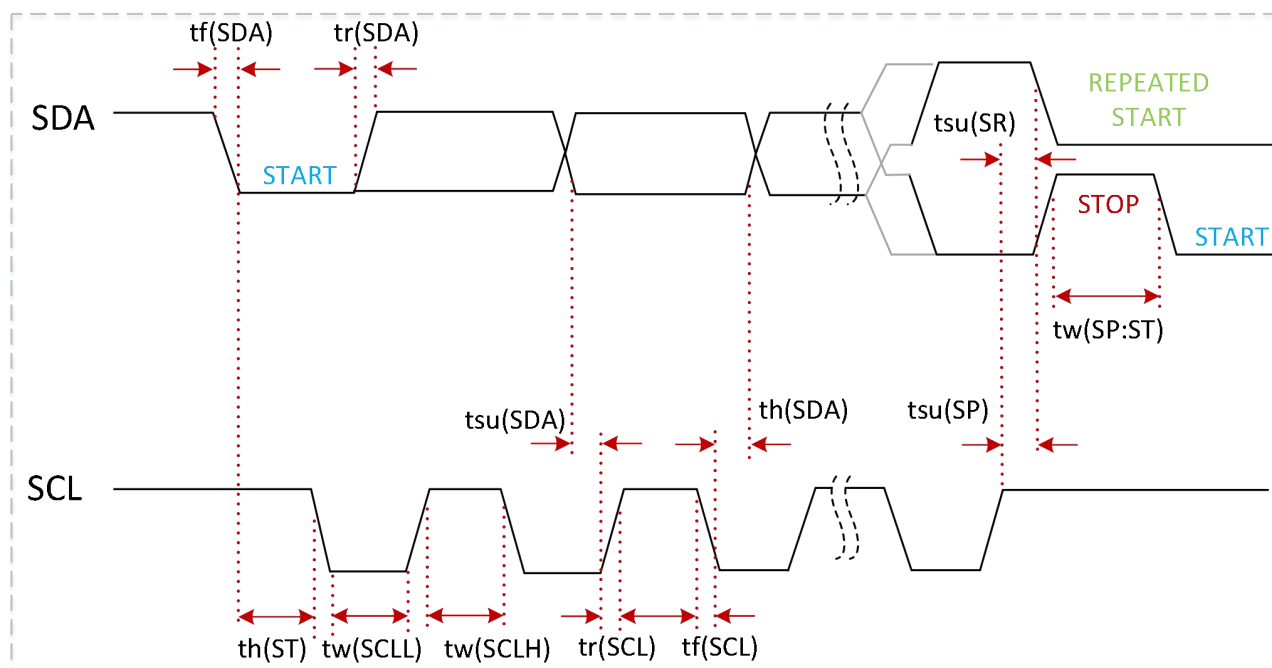 tf(SDA)
tr(SDA)
SDA
START
tsu(SR)
REPEATED
START
STOP
START
tw(SP:ST)
tsu(SDA)
th(SDA)
tsu(SP)
SCL
th(ST)
tw(SCLL)
tw(SCLH)
tr(SCL)
tf(SCL)